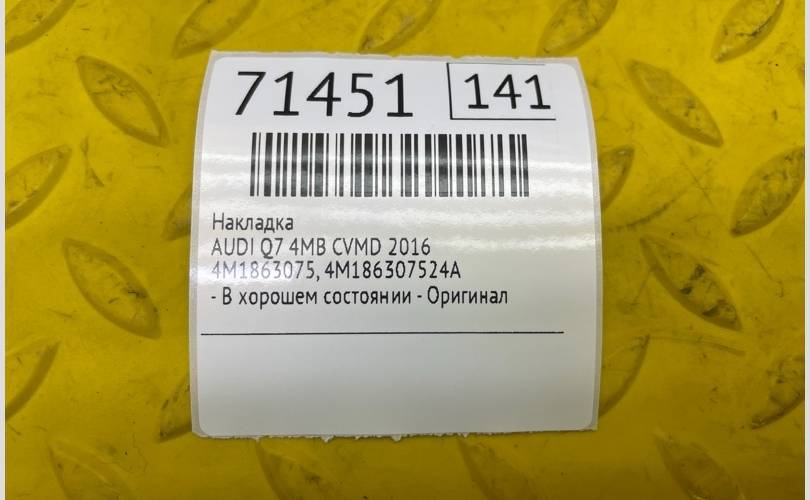 71451 141
Накладка
AUDI Q7 4MB CVMD 2016
4M1863075, 4M186307524A
- В хорошем состоянии - Оригинал